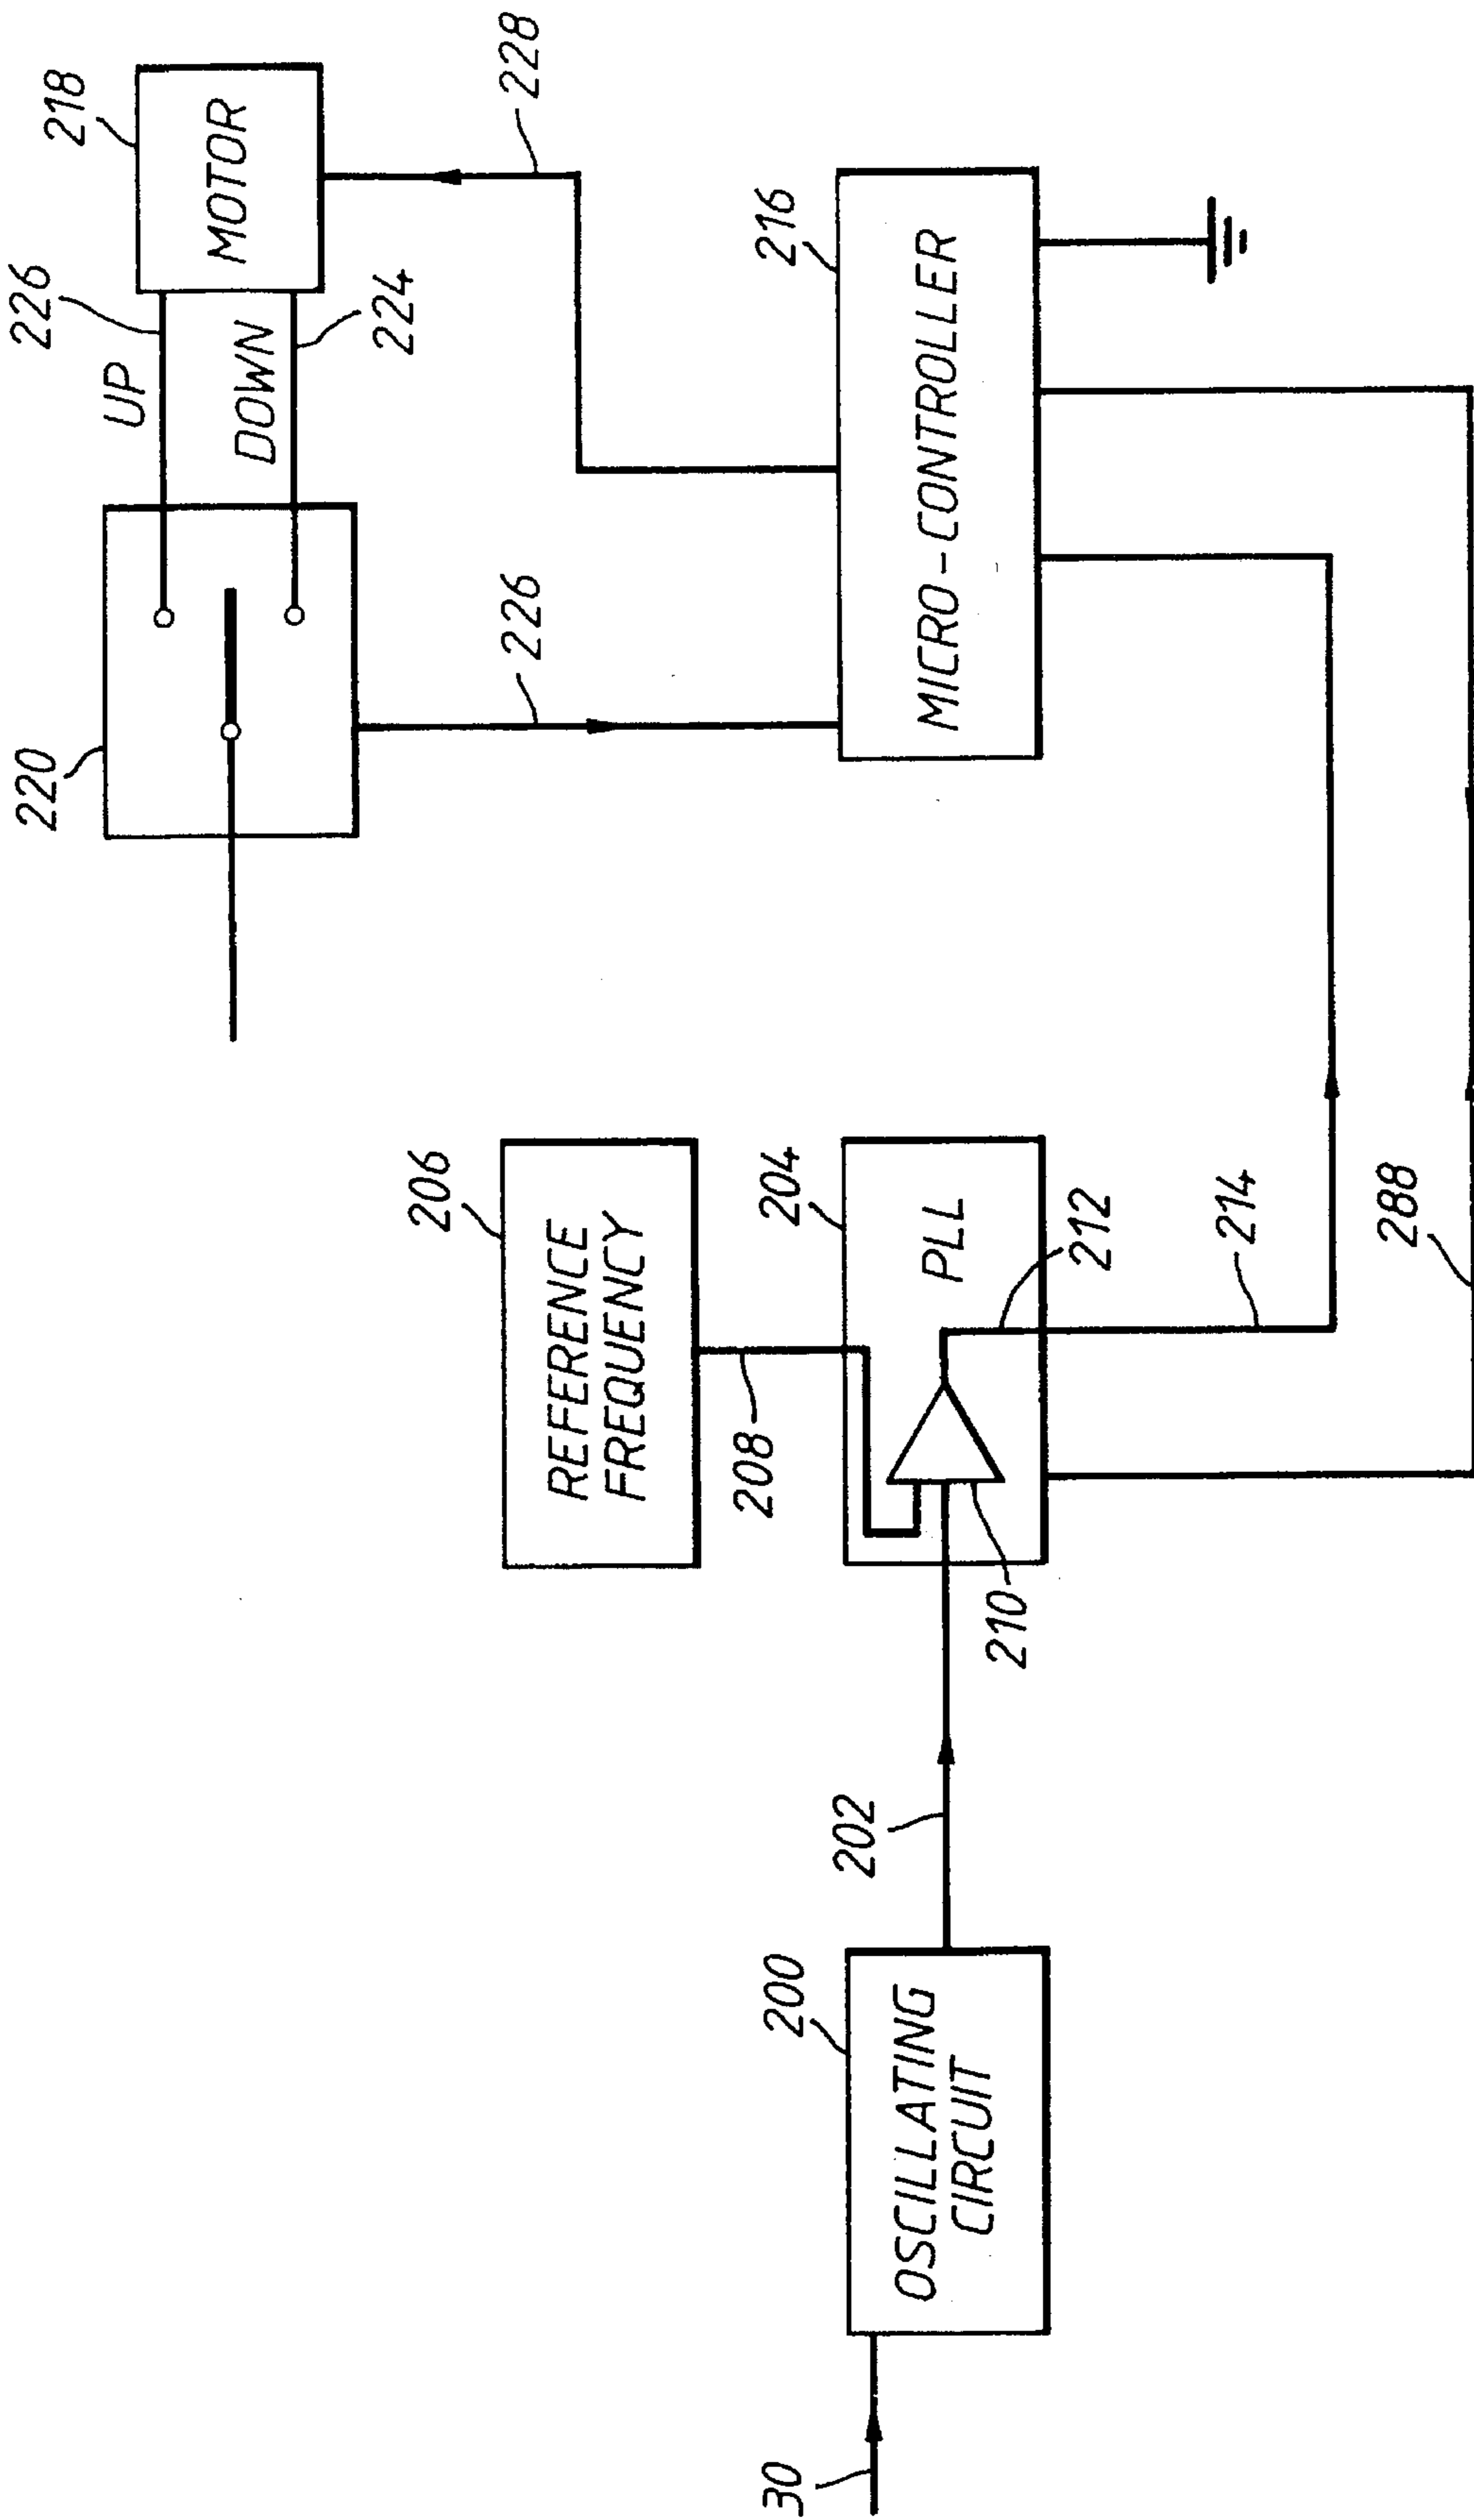 220
226
218
UP
DOWN
MOTOR
224
226
228
206
REFERENCE
FREQUENCY
216
MICRO-CONTROLLER
208
204
PLL
200
202
OSCILLATING
CIRCUIT
30
210
212
214
288